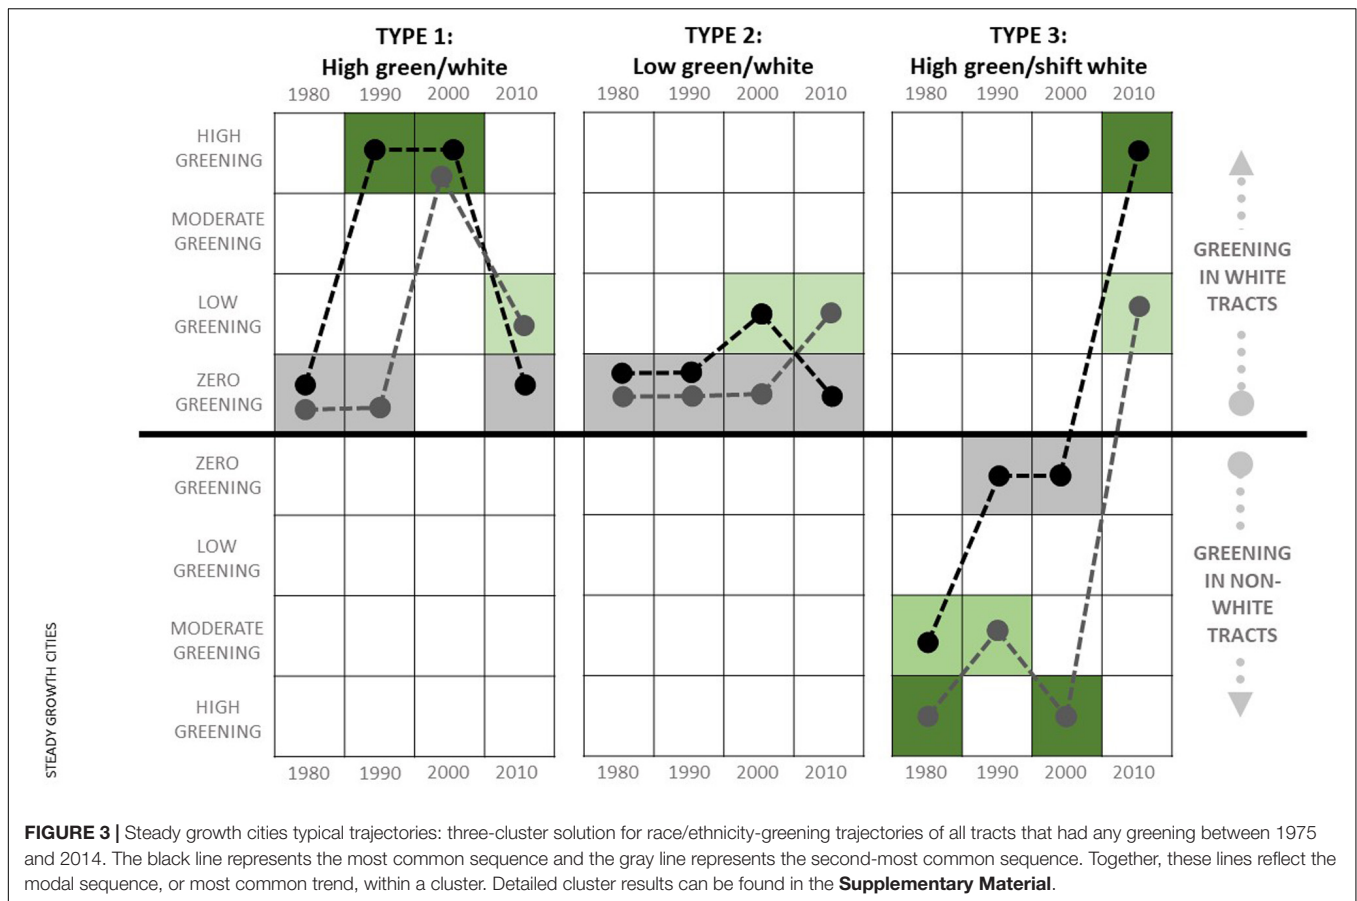 TYPE 1:
High green/white
1980 1990 2000 2010
TYPE 2:
Low green/white
1980 1990 2000 2010
TYPE 3:
High green/shift white
1980 1990 2000 2010
HIGH
GREENING
MODERATE
GREENING
LOW
GREENING
ZERO
GREENING
ZERO
GREENING
LOW
GREENING
MODERATE
GREENING
HIGH
GREENING
GREENING
IN WHITE
TRACTS
GREENING
IN NON-
WHITE
TRACTS
STEADY GROWTH CITIES
1980 1990 2000 2010
1980 1990 2000 2010
1980 1990 2000 2010
FIGURE 3 | Steady growth cities typical trajectories: three-cluster solution for race/ethnicity-greening trajectories of all tracts that had any greening between 1975
and 2014. The black line represents the most common sequence and the gray line represents the second-most common sequence. Together, these lines reflect the
modal sequence, or most common trend, within a cluster. Detailed cluster results can be found in the Supplementary Material.